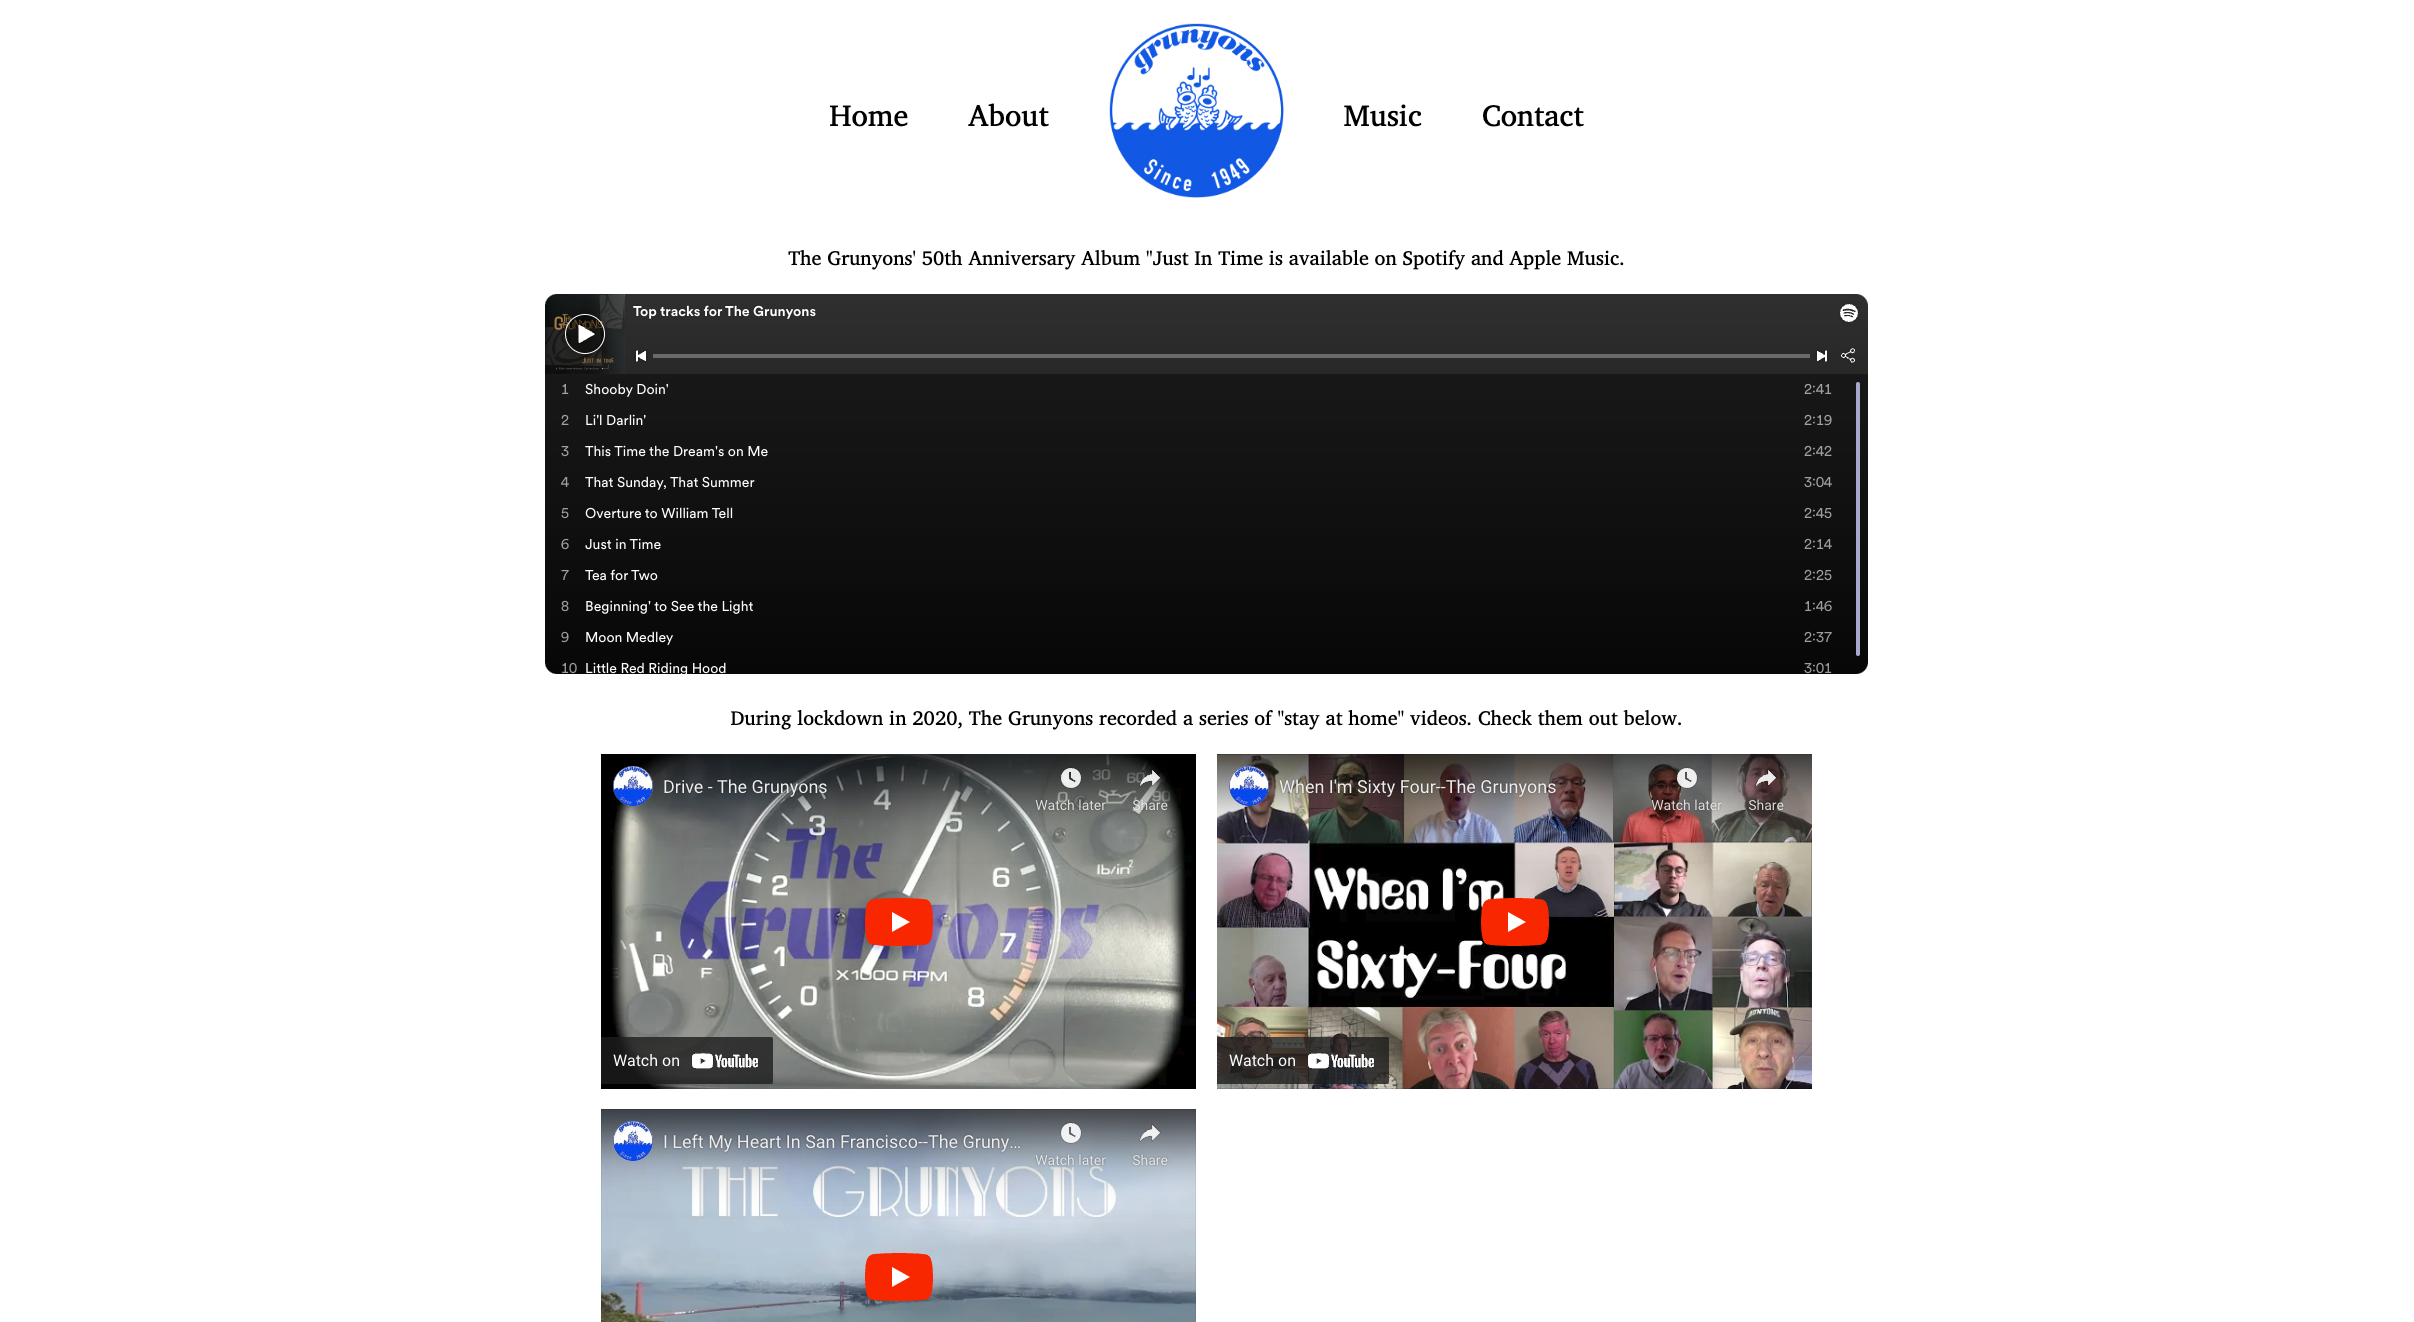 Home
About
grunyons
Since 1949
Music
Contact
The Grunyons' 50th Anniversary Album "Just In Time is available on Spotify and Apple Music.
The Grunyons
JUST IN TIME
Top tracks for The Grunyons
1 Shooby Doin' 2:41
2 Li'l Darlin' 2:19
3 This Time the Dream's on Me 2:42
4 That Sunday, That Summer 3:04
5 Overture to William Tell 2:45
6 Just in Time 2:14
7 Tea for Two 2:25
8 Beginning' to See the Light 1:46
9 Moon Medley 2:37
10 Little Red Riding Hood 3:01
During lockdown in 2020, The Grunyons recorded a series of "stay at home" videos. Check them out below.
Drive - The Grunyons
Watch later
Share
30 60 90
The
Grunyons
0 1 2 3 4 5 6 7 8
lb/in²
F
X1000 RPM
Watch on YouTube
When I'm Sixty Four--The Grunyons
Watch later
Share
When I'm
Sixty-Four
Watch on YouTube
I Left My Heart In San Francisco--The Gruny...
Watch later
Share
THE GRUNYONS